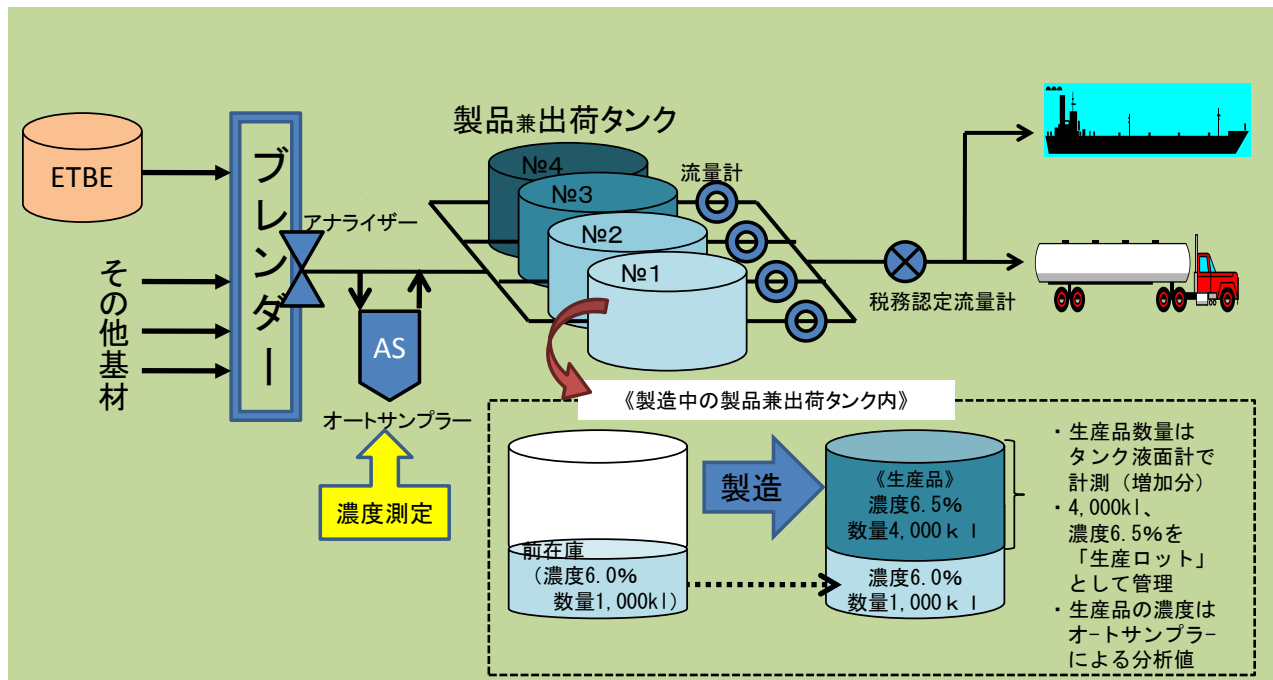 製品兼出荷タンク
ETBE
ブレンダー
アナライザー
その他基材
AS
オートサンプラー
濃度測定
№4
№3
№2
№1
流量計
税務認定流量計
《製造中の製品兼出荷タンク内》
前在庫
(濃度6.0%
数量1,000kl)
製造
《生産品》
濃度6.5%
数量4,000kl
濃度6.0%
数量1,000kl
・生産品数量は
タンク液面計で
計測(増加分)
・4,000kl、
濃度6.5%を
「生産ロット」
として管理
・生産品の濃度は
オートサンプラー
による分析値